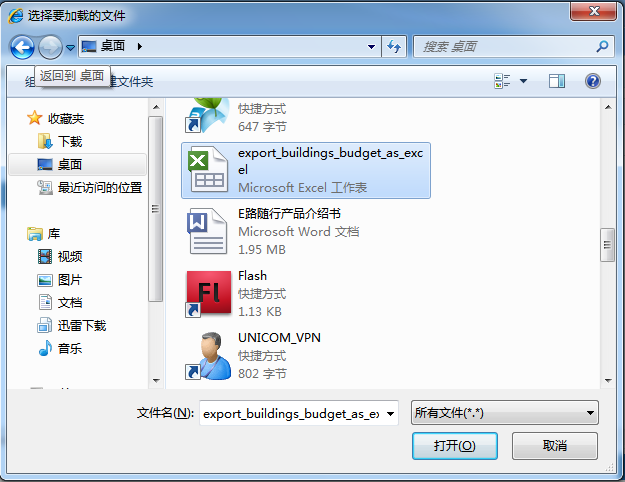 选择要加载的文件
桌面
搜索 桌面
返回到 桌面
建文件夹
收藏夹
下载
桌面
最近访问的位置
库
视频
图片
文档
迅雷下载
音乐
快捷方式
647 字节
export_buildings_budget_as_exc
el
Microsoft Excel 工作表
E路随行产品介绍书
Microsoft Word 文档
1.95 MB
Flash
快捷方式
1.13 KB
UNICOM_VPN
快捷方式
802 字节
文件名(N):
export_buildings_budget_as_ex
所有文件(*.*)
打开(O)
取消